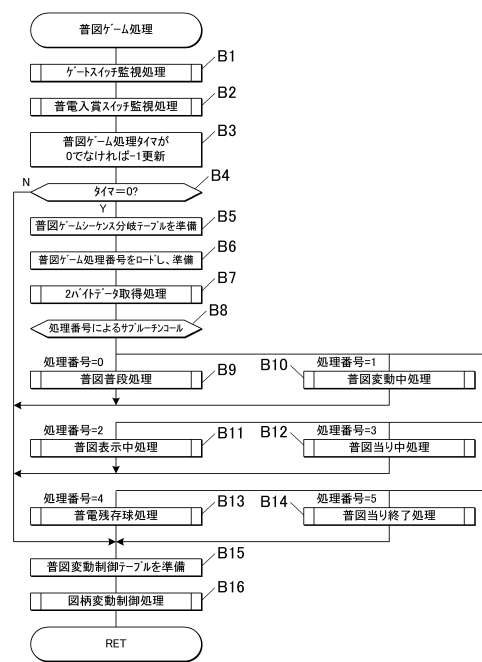 普図ゲーム処理
ゲートスイッチ監視処理
B1
普電入賞スイッチ監視処理
B2
普図ゲーム処理タイマが
0でなければ-1更新
B3
N
タイマ＝0?
B4
Y
普図ゲームシーケンス分岐テーブルを準備
B5
普図ゲーム処理番号をロードし、準備
B6
2バイトデータ取得処理
B7
処理番号によるサブルーチンコール
B8
処理番号=0
普図普段処理
B9
処理番号=1
B10
普図変動中処理
処理番号=2
普図表示中処理
B11
処理番号=3
B12
普図当り中処理
処理番号=4
普電残存球処理
B13
処理番号=5
B14
普図当り終了処理
普図変動制御テーブルを準備
B15
図柄変動制御処理
B16
RET